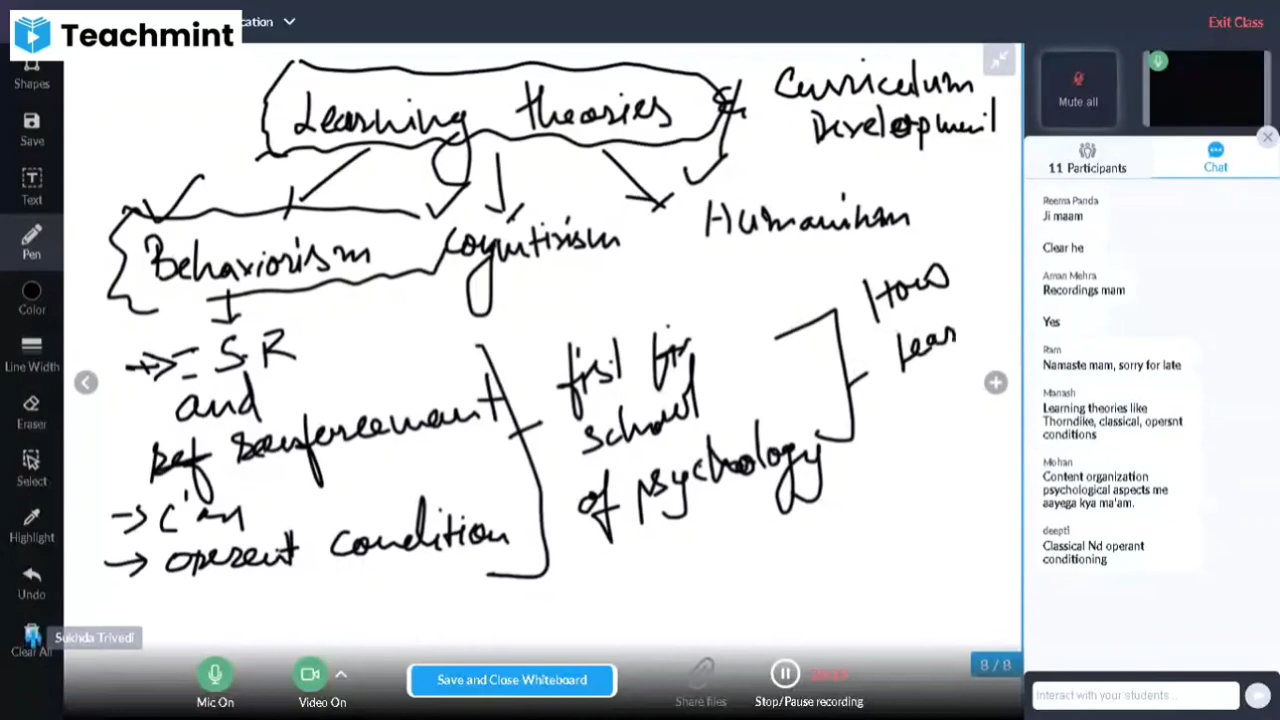 Teachmint
cation
Exit Class
Shapes
Save
Text
Pen
Color
Line Width
Eraser
Select
Highlight
Undo
Clear All
Learning theories & Curriculum
Development
Behaviorism Cognitivism Humanism
S.R
and
reinforcement
→ C
→ operent condition
first
school
of psychology
How
lear
Sukhda Trivedi
8 / 8
Mic On
Video On
Save and Close Whiteboard
Share files
Stop/Pause recording
Mute all
11 Participants
Chat
Reema Panda
Ji maam
Clear he
Aman Mehra
Recordings mam
Yes
Ram
Namaste mam, sorry for late
Manash
Learning theories like
Thorndike, classical, opersnt
conditions
Mohan
Content organization
psychological aspects me
aayega kya ma'am.
deepti
Classical Nd operant
conditioning
Interact with your students...